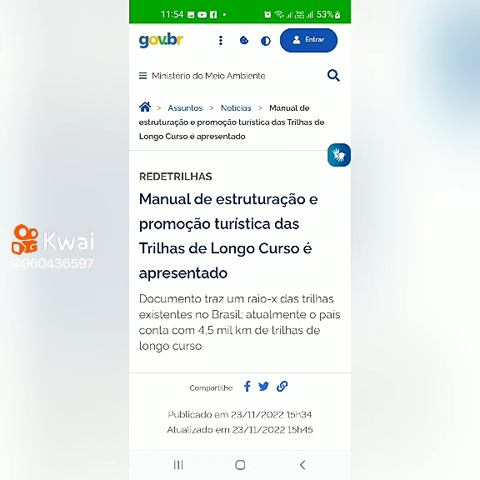 11:54
53%
gov.br
Entrar
Ministério do Meio Ambiente
Assuntos > Notícias > Manual de
estruturação e promoção turística das Trilhas de
Longo Curso é apresentado
REDETRILHAS
Manual de estruturação e
promoção turística das
Trilhas de Longo Curso é
apresentado
Documento traz um raio-x das trilhas
existentes no Brasil; atualmente o país
conta com 4,5 mil km de trilhas de
longo curso
Compartilhe:
Publicado em 23/11/2022 15h34
Atualizado em 23/11/2022 15h45
Kwai
@960436597